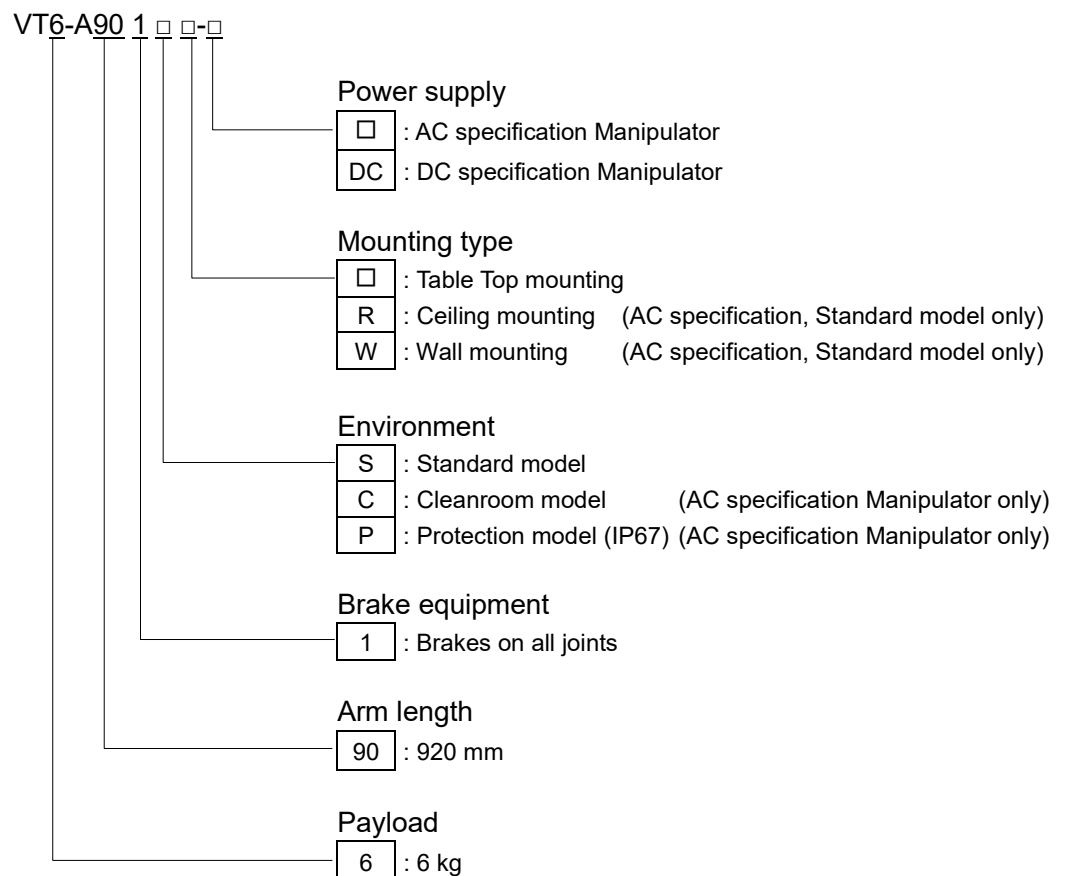 VT6-A90 1 □ □-□
Power supply
□ : AC specification Manipulator
DC : DC specification Manipulator
Mounting type
□ : Table Top mounting
R : Ceiling mounting (AC specification, Standard model only)
W : Wall mounting (AC specification, Standard model only)
Environment
S : Standard model
C : Cleanroom model (AC specification Manipulator only)
P : Protection model (IP67) (AC specification Manipulator only)
Brake equipment
1 : Brakes on all joints
Arm length
90 : 920 mm
Payload
6 : 6 kg